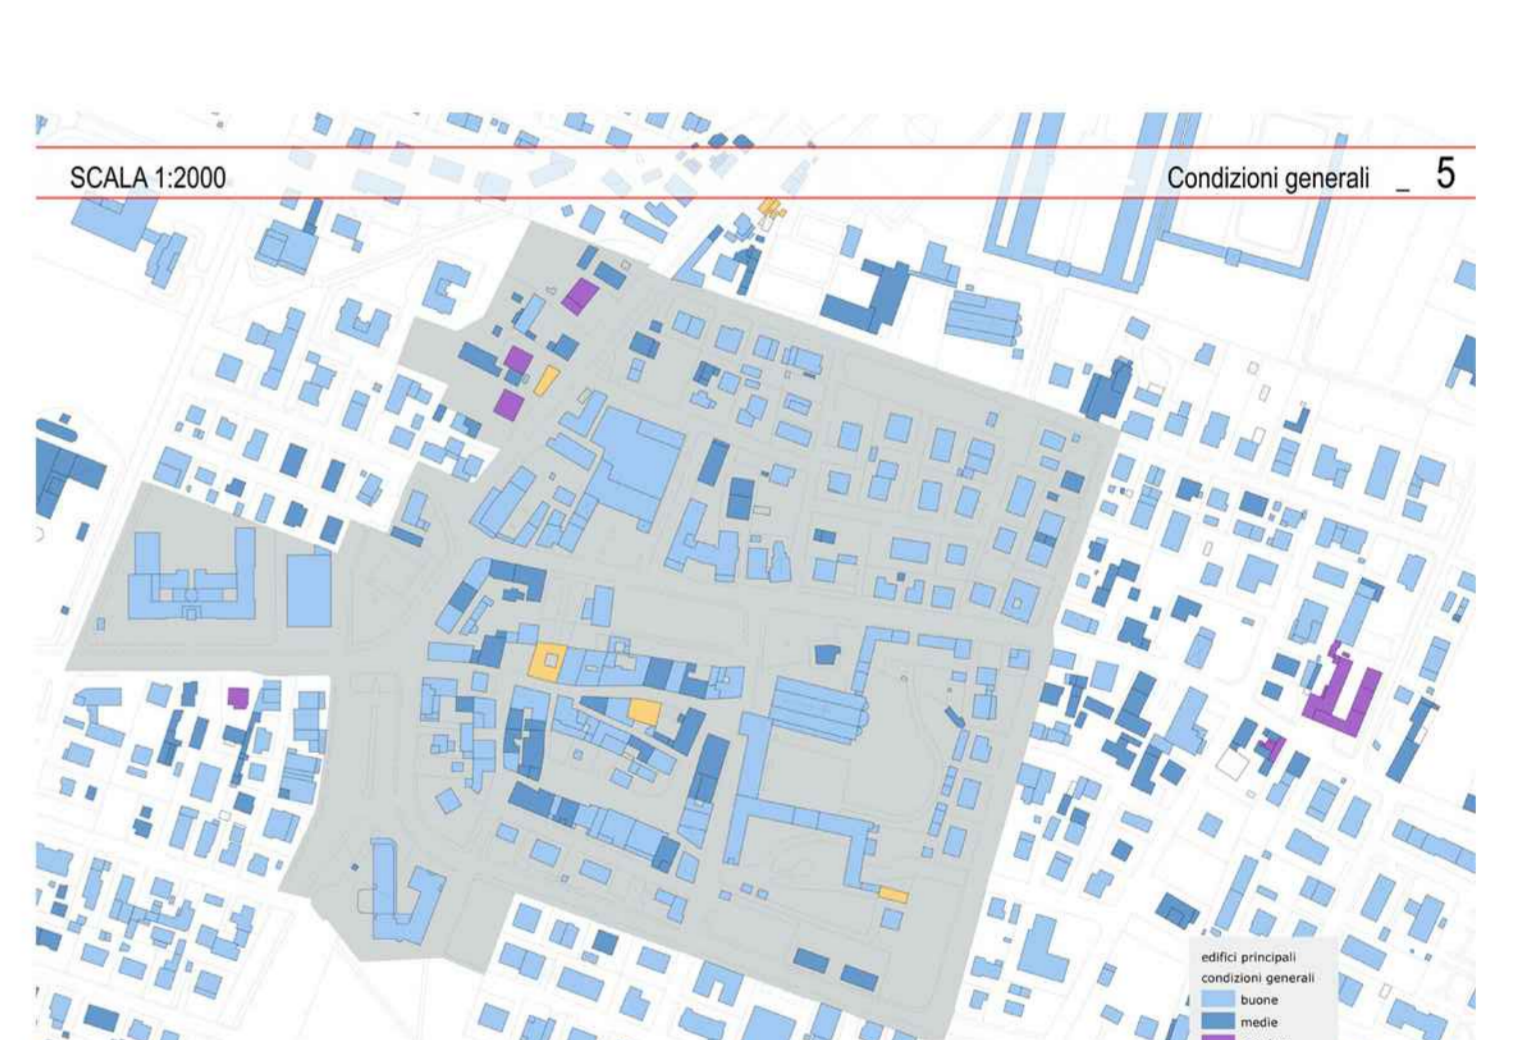 SCALA 1:2000
Condizioni generali _ 5
edifici principali
condizioni generali
buone
medie